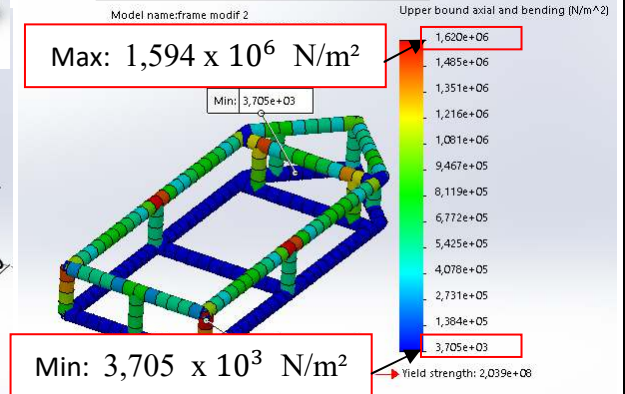 Model name:frame modif 2
Upper bound axial and bending (N/m^2)
Max: 1,594 x 10⁶ N/m²
1,620e+06
1,485e+06
1,351e+06
1,216e+06
1,081e+06
9,467e+05
8,119e+05
6,772e+05
5,425e+05
4,078e+05
2,731e+05
1,384e+05
3,705e+03
Min: 3,705e+03
Min: 3,705 x 10³ N/m²
Yield strength: 2,039e+08